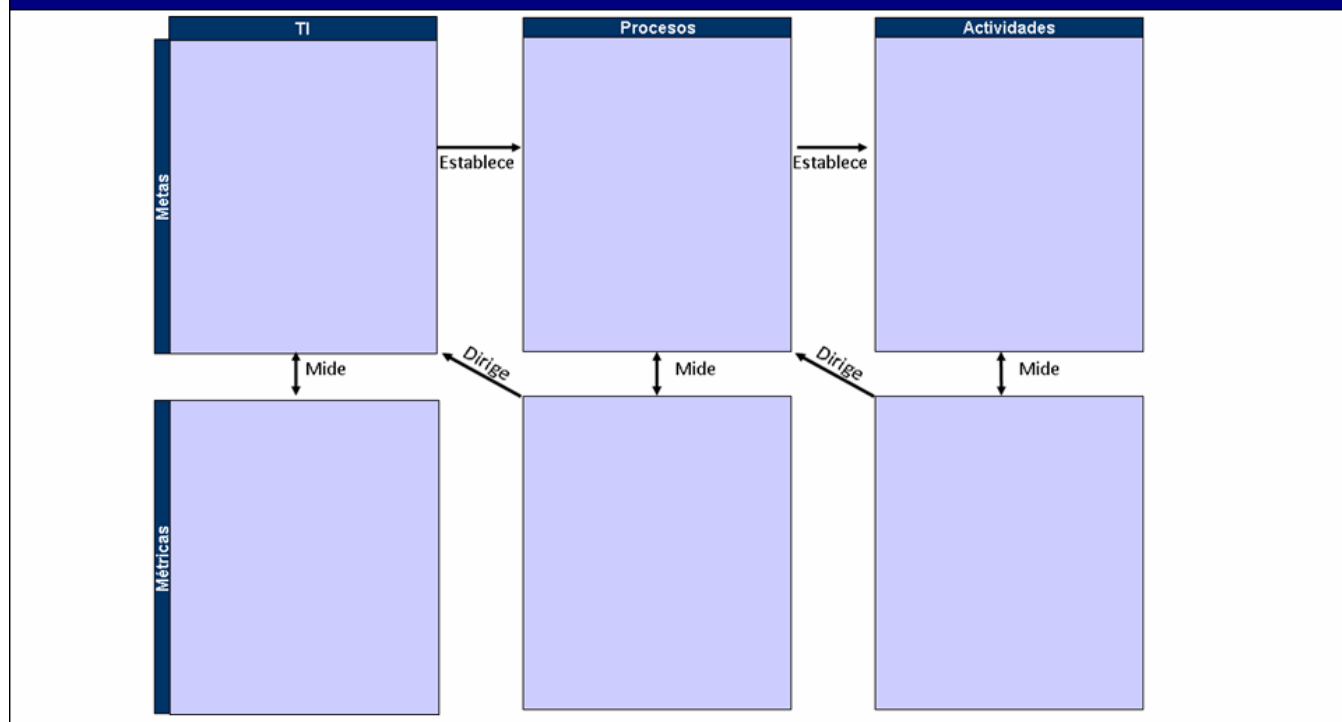 TI
Procesos
Actividades
Metas
Establece
Establece
Mide
Dirige
Mide
Dirige
Mide
Métricas